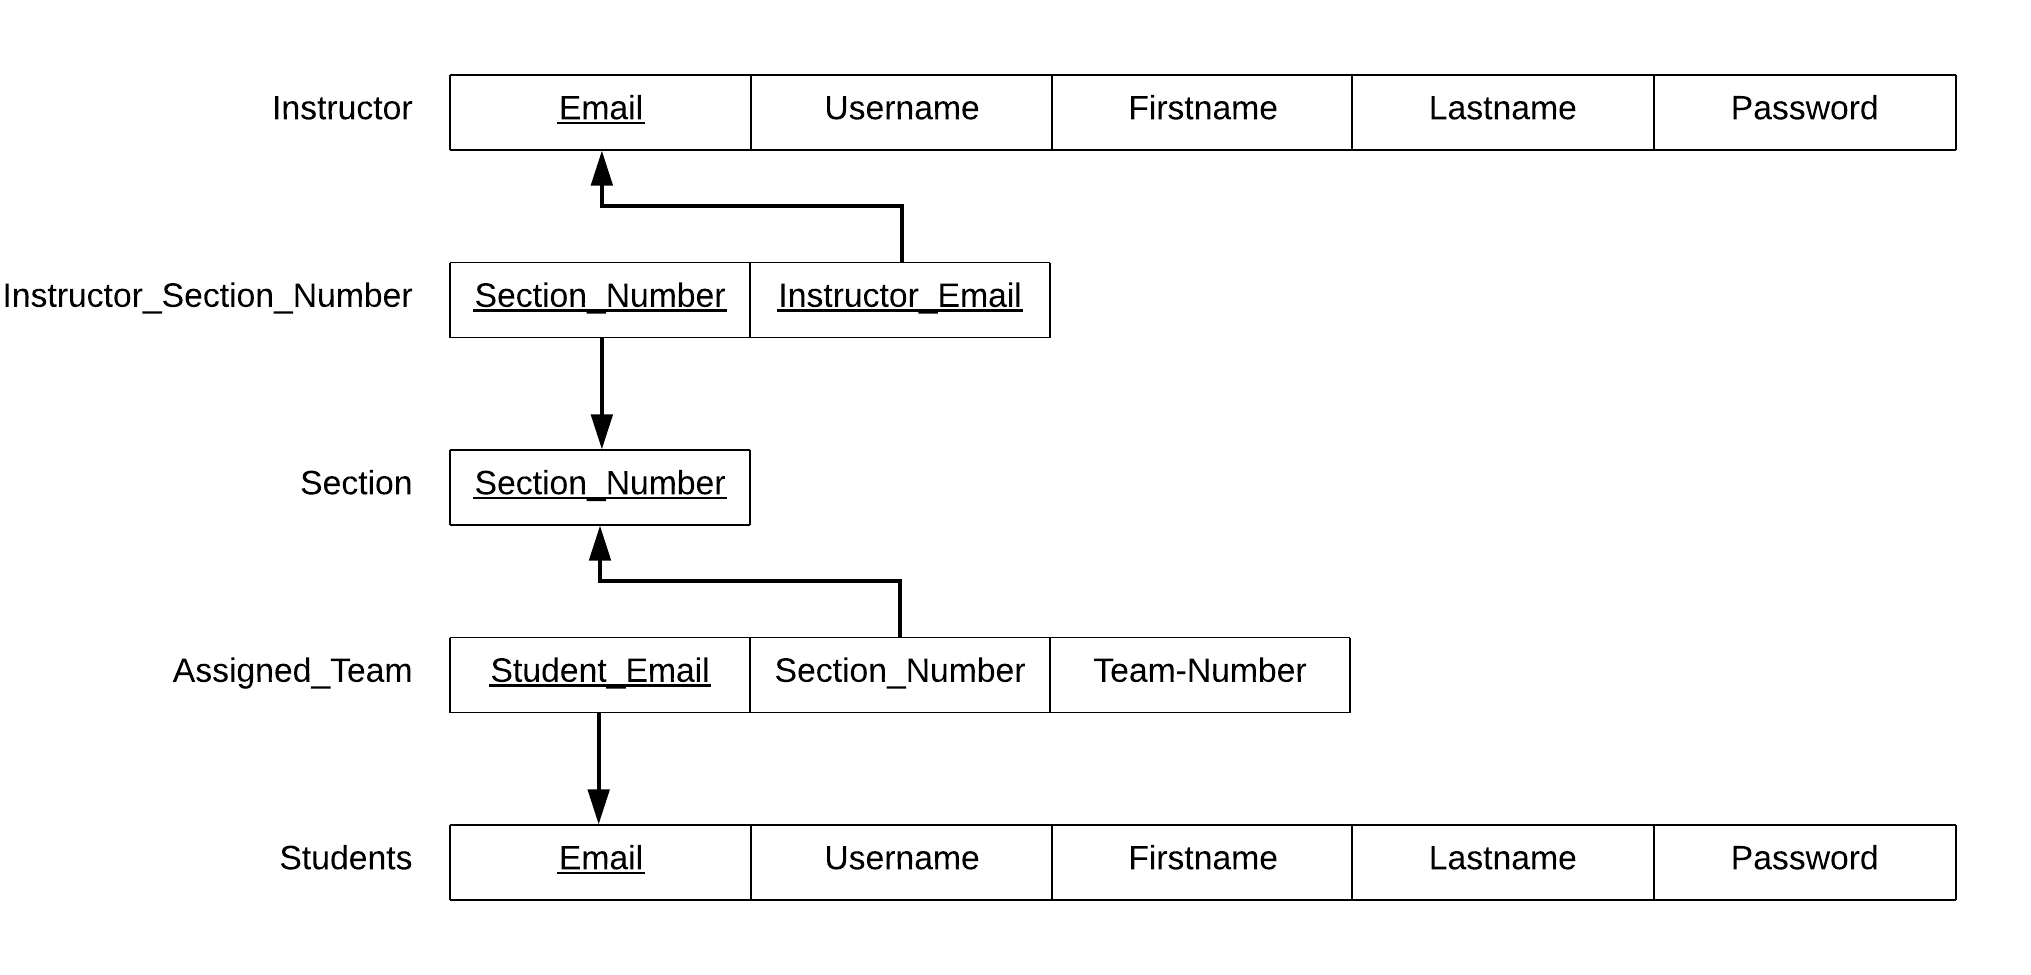 Instructor Email Username Firstname Lastname Password
Instructor_Section_Number Section_Number Instructor_Email
Section Section_Number
Assigned_Team Student_Email Section_Number Team-Number
Students Email Username Firstname Lastname Password